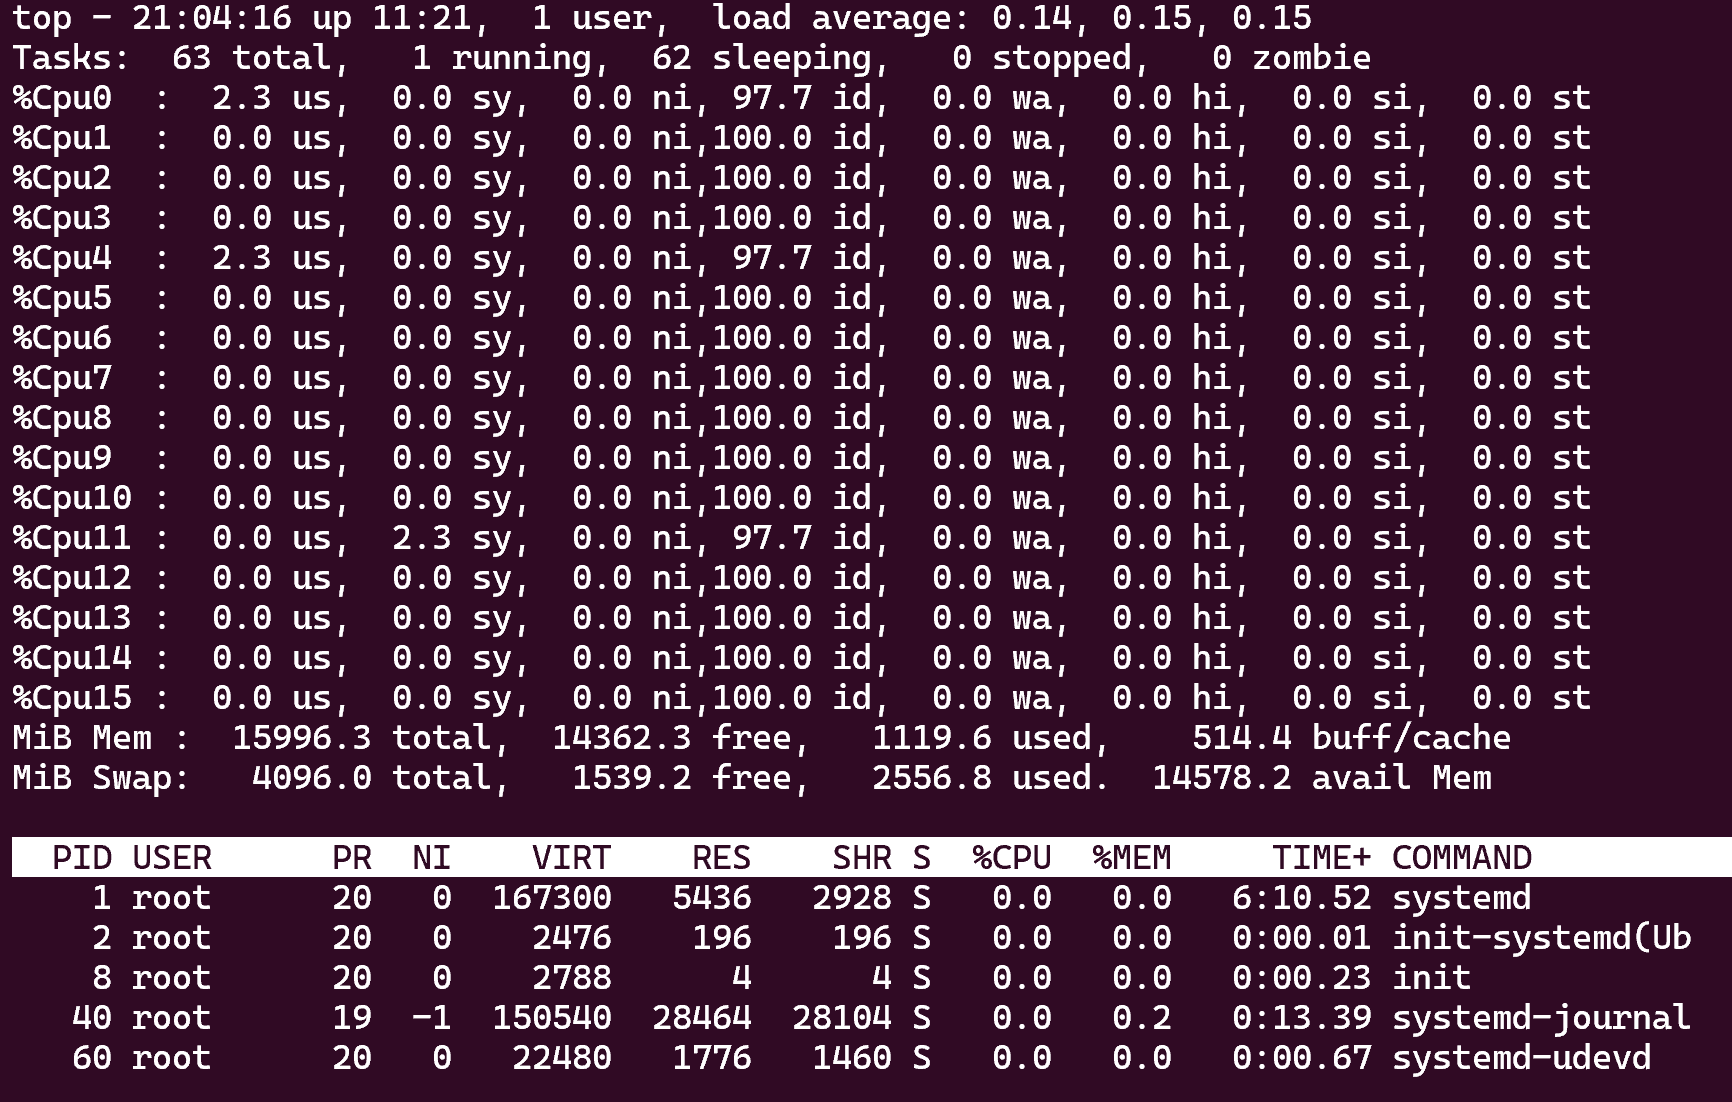 top - 21:04:16 up 11:21,  1 user,  load average: 0.14, 0.15, 0.15
Tasks:  63 total,   1 running,  62 sleeping,   0 stopped,   0 zombie
%Cpu0  :  2.3 us,  0.0 sy,  0.0 ni, 97.7 id,  0.0 wa,  0.0 hi,  0.0 si,  0.0 st
%Cpu1  :  0.0 us,  0.0 sy,  0.0 ni,100.0 id,  0.0 wa,  0.0 hi,  0.0 si,  0.0 st
%Cpu2  :  0.0 us,  0.0 sy,  0.0 ni,100.0 id,  0.0 wa,  0.0 hi,  0.0 si,  0.0 st
%Cpu3  :  0.0 us,  0.0 sy,  0.0 ni,100.0 id,  0.0 wa,  0.0 hi,  0.0 si,  0.0 st
%Cpu4  :  2.3 us,  0.0 sy,  0.0 ni, 97.7 id,  0.0 wa,  0.0 hi,  0.0 si,  0.0 st
%Cpu5  :  0.0 us,  0.0 sy,  0.0 ni,100.0 id,  0.0 wa,  0.0 hi,  0.0 si,  0.0 st
%Cpu6  :  0.0 us,  0.0 sy,  0.0 ni,100.0 id,  0.0 wa,  0.0 hi,  0.0 si,  0.0 st
%Cpu7  :  0.0 us,  0.0 sy,  0.0 ni,100.0 id,  0.0 wa,  0.0 hi,  0.0 si,  0.0 st
%Cpu8  :  0.0 us,  0.0 sy,  0.0 ni,100.0 id,  0.0 wa,  0.0 hi,  0.0 si,  0.0 st
%Cpu9  :  0.0 us,  0.0 sy,  0.0 ni,100.0 id,  0.0 wa,  0.0 hi,  0.0 si,  0.0 st
%Cpu10 :  0.0 us,  0.0 sy,  0.0 ni,100.0 id,  0.0 wa,  0.0 hi,  0.0 si,  0.0 st
%Cpu11 :  0.0 us,  2.3 sy,  0.0 ni, 97.7 id,  0.0 wa,  0.0 hi,  0.0 si,  0.0 st
%Cpu12 :  0.0 us,  0.0 sy,  0.0 ni,100.0 id,  0.0 wa,  0.0 hi,  0.0 si,  0.0 st
%Cpu13 :  0.0 us,  0.0 sy,  0.0 ni,100.0 id,  0.0 wa,  0.0 hi,  0.0 si,  0.0 st
%Cpu14 :  0.0 us,  0.0 sy,  0.0 ni,100.0 id,  0.0 wa,  0.0 hi,  0.0 si,  0.0 st
%Cpu15 :  0.0 us,  0.0 sy,  0.0 ni,100.0 id,  0.0 wa,  0.0 hi,  0.0 si,  0.0 st
MiB Mem :  15996.3 total,  14362.3 free,   1119.6 used,    514.4 buff/cache
MiB Swap:   4096.0 total,   1539.2 free,   2556.8 used.  14578.2 avail Mem
  PID USER      PR  NI    VIRT    RES    SHR S  %CPU  %MEM     TIME+ COMMAND
    1 root      20   0  167300   5436   2928 S   0.0   0.0   6:10.52 systemd
    2 root      20   0    2476    196    196 S   0.0   0.0   0:00.01 init-systemd(Ub
    8 root      20   0    2788      4      4 S   0.0   0.0   0:00.23 init
   40 root      19  -1  150540  28464  28104 S   0.0   0.2   0:13.39 systemd-journal
   60 root      20   0   22480   1776   1460 S   0.0   0.0   0:00.67 systemd-udevd